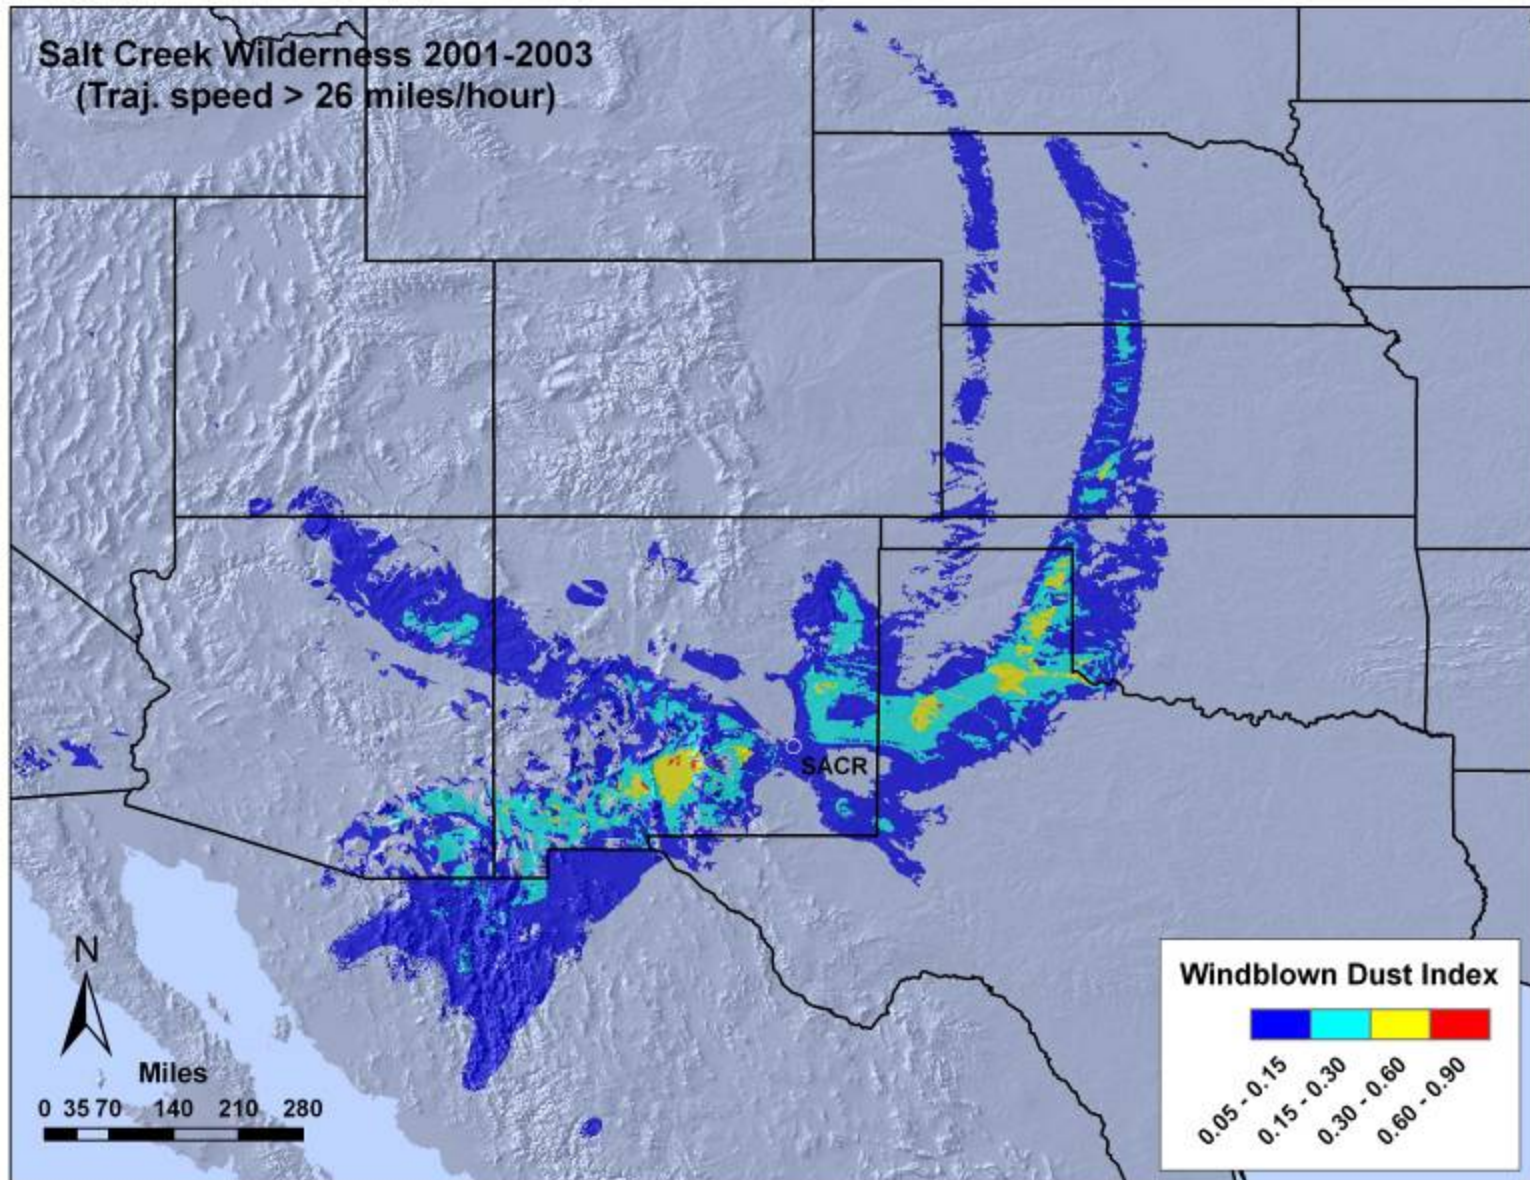 Salt Creek Wilderness 2001-2003
(Traj. speed > 26 miles/hour)
SACR
N
Miles
0 35 70 140 210 280
Windblown Dust Index
0.05 - 0.15
0.15 - 0.30
0.30 - 0.60
0.60 - 0.90